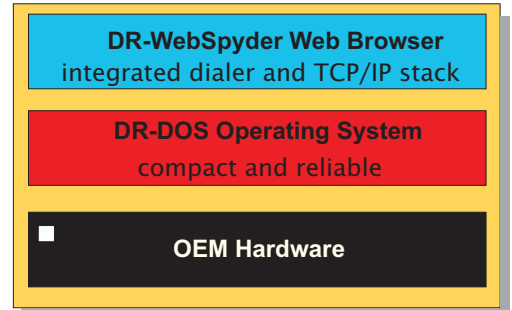 DR-WebSpyder Web Browser
integrated dialer and TCP/IP stack
DR-DOS Operating System
compact and reliable
OEM Hardware